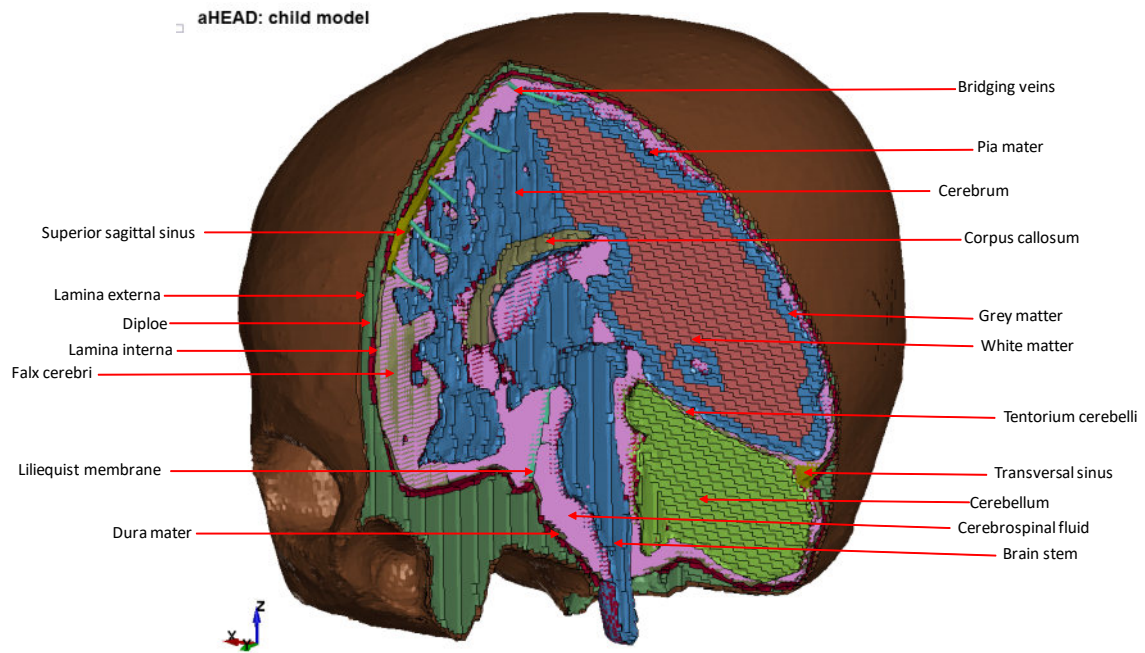 aHEAD: child model
Bridging veins
Pia mater
Cerebrum
Superior sagittal sinus
Corpus callosum
Lamina externa
Diploe
Grey matter
Lamina interna
White matter
Falx cerebri
Tentorium cerebelli
Liliequist membrane
Transversal sinus
Cerebellum
Dura mater
Cerebrospinal fluid
Brain stem
Z
X
Y